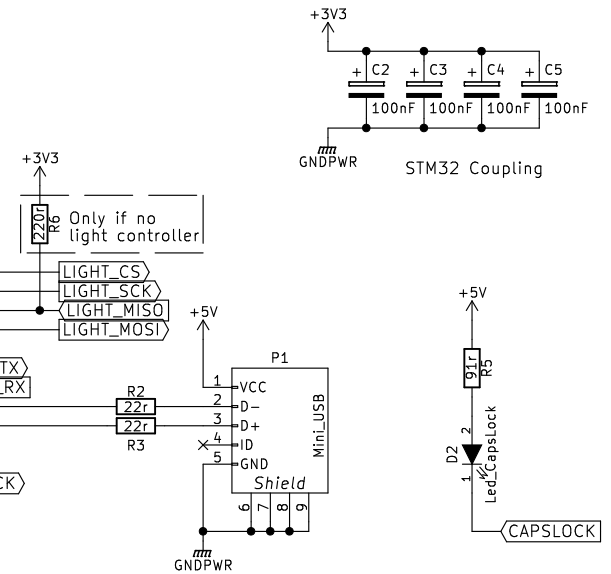 +3V3
+ C2
+ C3
+ C4
+ C5
100nF
100nF
100nF
100nF
GNDPWR
STM32 Coupling
+3V3
220r
R6
Only if no
light controller
LIGHT_CS
LIGHT_SCK
LIGHT_MISO
LIGHT_MOSI
+5V
TX
_RX
P1
R2
22r
22r
R3
1 VCC
2 D-
3 D+
4 ID
5 GND
Mini_USB
Shield
6
7
8
9
GNDPWR
CK
+5V
91r
R5
2
D2
Led_CapsLock
1
CAPSLOCK